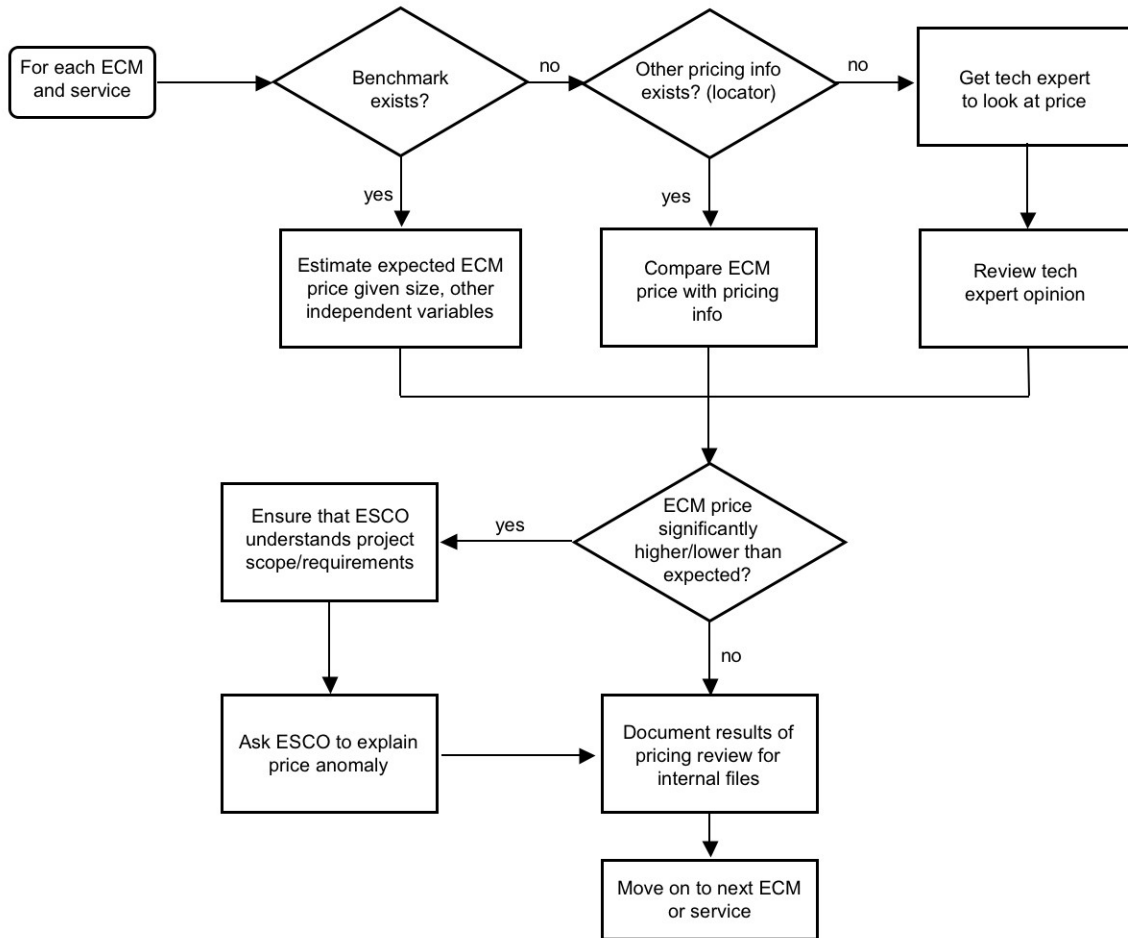 For each ECM
and service
Benchmark
exists?
no
Other pricing info
exists? (locator)
no
Get tech expert
to look at price
yes
yes
Estimate expected ECM
price given size, other
independent variables
Compare ECM
price with pricing
info
Review tech
expert opinion
ECM price
significantly
higher/lower than
expected?
yes
Ensure that ESCO
understands project
scope/requirements
no
Ask ESCO to explain
price anomaly
Document results of
pricing review for
internal files
Move on to next ECM
or service